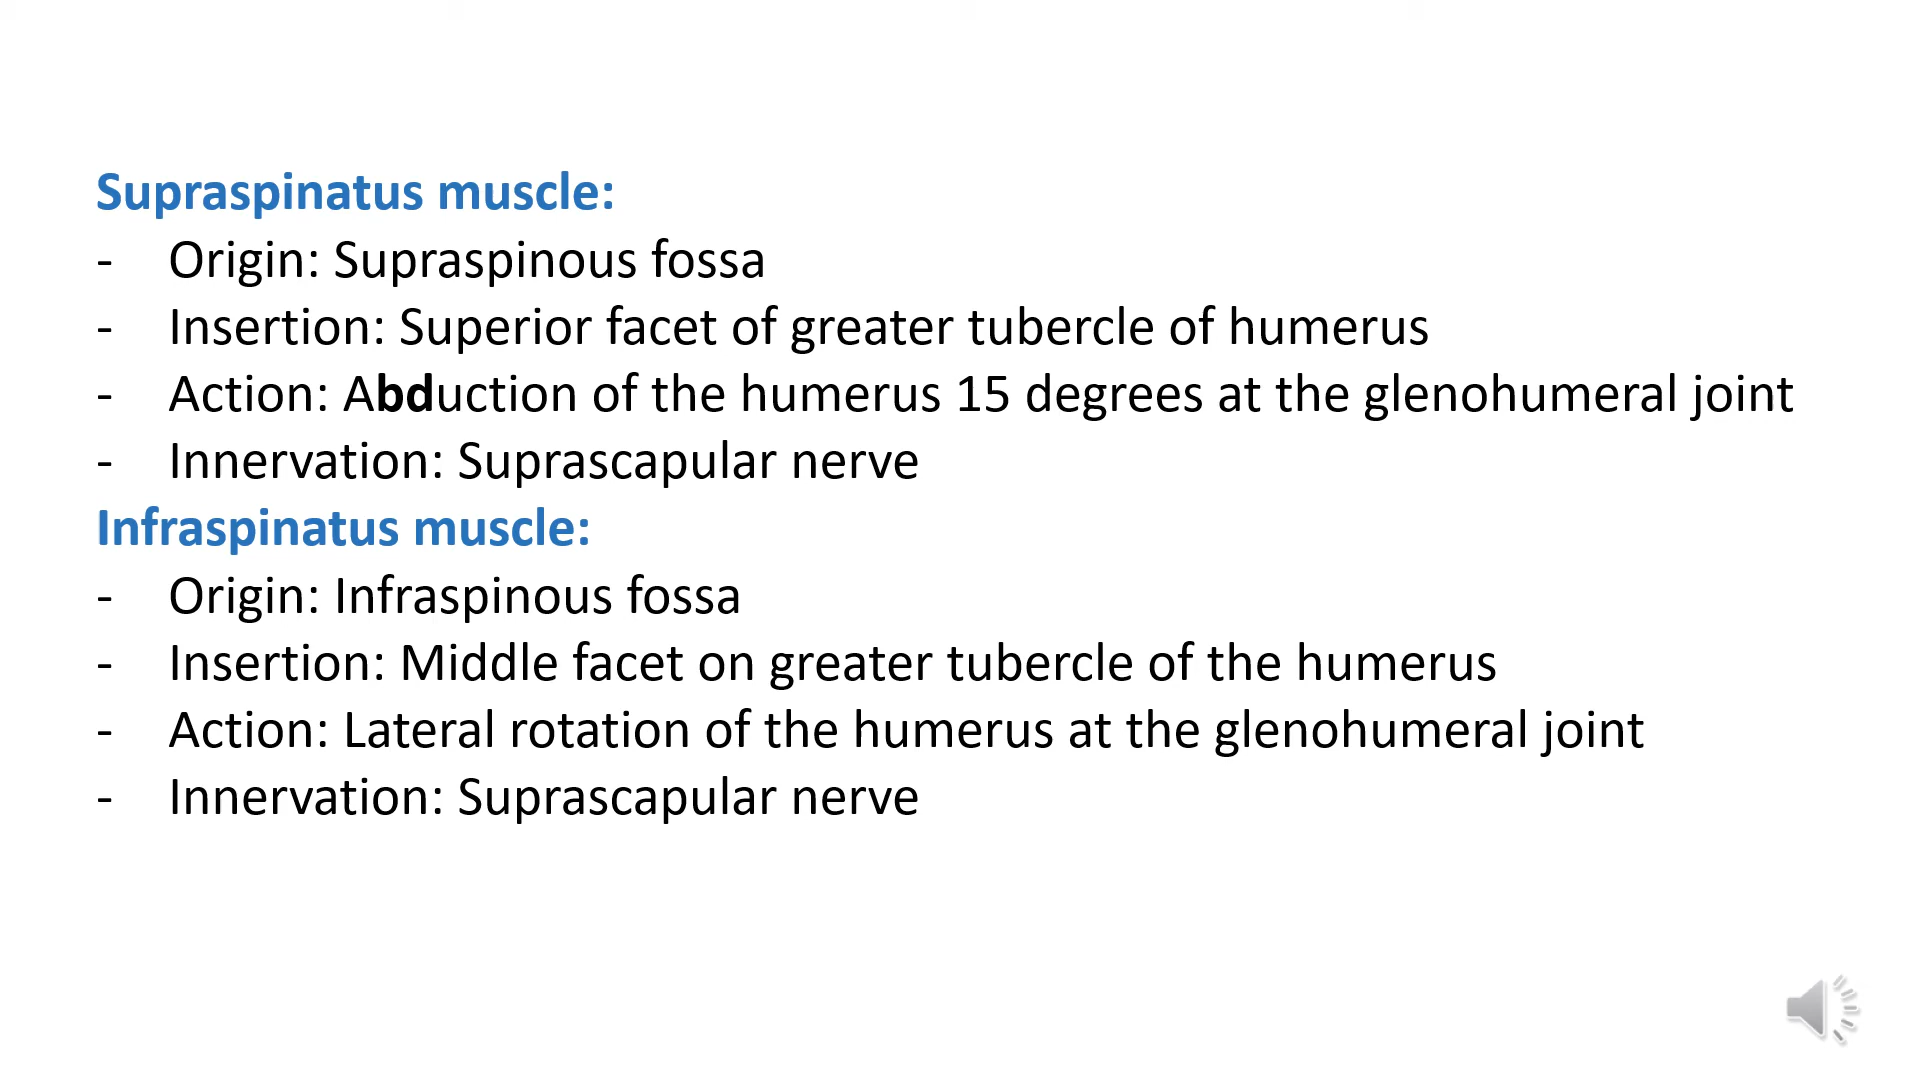 Supraspinatus muscle:
- Origin: Supraspinous fossa
- Insertion: Superior facet of greater tubercle of humerus
- Action: Abduction of the humerus 15 degrees at the glenohumeral joint
- Innervation: Suprascapular nerve
Infraspinatus muscle:
- Origin: Infraspinous fossa
- Insertion: Middle facet on greater tubercle of the humerus
- Action: Lateral rotation of the humerus at the glenohumeral joint
- Innervation: Suprascapular nerve